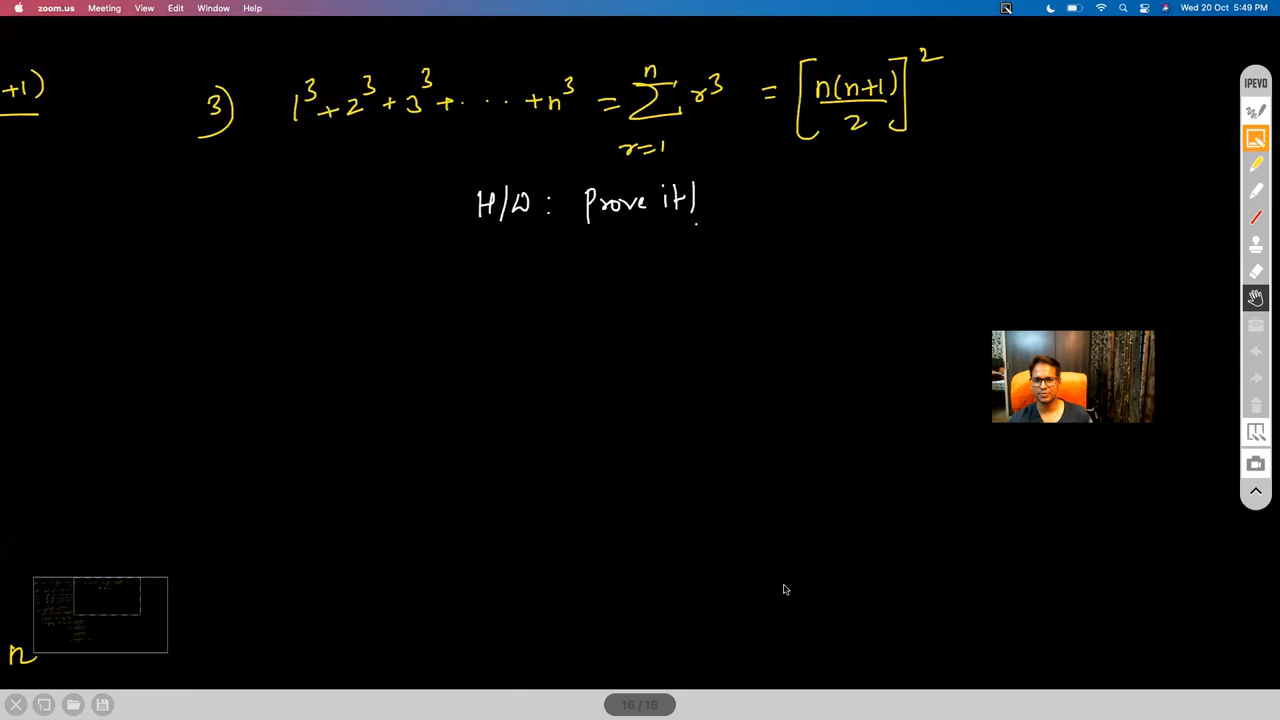 zoom.us Meeting View Edit Window Help Wed 20 Oct 5:49 PM
+1)
3) 1³ + 2³ + 3³ + · · · · + n³ = ∑ⁿᵣ₌₁ r³ = [n(n+1)/2]²
H/W : Prove it!
IPEVO
n
16 / 16